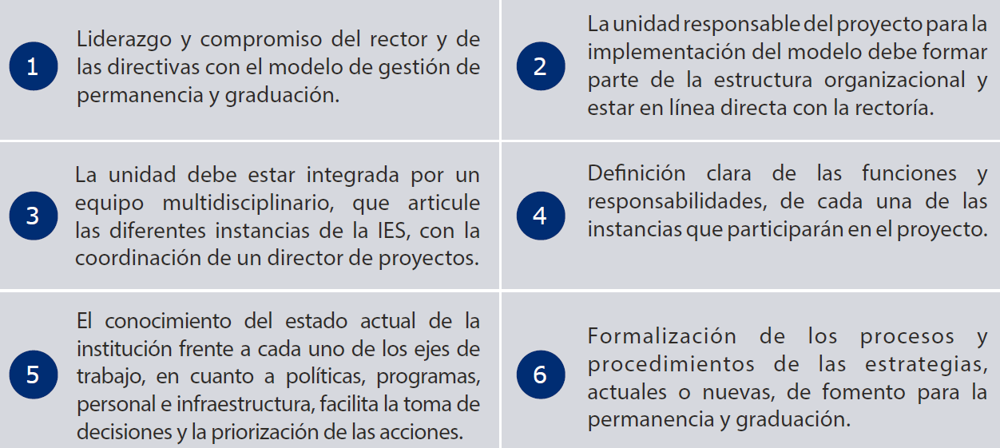 1
Liderazgo y compromiso del rector y de
las directivas con el modelo de gestión de
permanencia y graduación.
2
La unidad responsable del proyecto para la
implementación del modelo debe formar
parte de la estructura organizacional y
estar en línea directa con la rectoría.
3
La unidad debe estar integrada por un
equipo multidisciplinario, que articule
las diferentes instancias de la IES, con la
coordinación de un director de proyectos.
4
Definición clara de las funciones y
responsabilidades, de cada una de las
instancias que participarán en el proyecto.
5
El conocimiento del estado actual de la
institución frente a cada uno de los ejes de
trabajo, en cuanto a políticas, programas,
personal e infraestructura, facilita la toma de
decisiones y la priorización de las acciones.
6
Formalización de los procesos y
procedimientos de las estrategias,
actuales o nuevas, de fomento para la
permanencia y graduación.